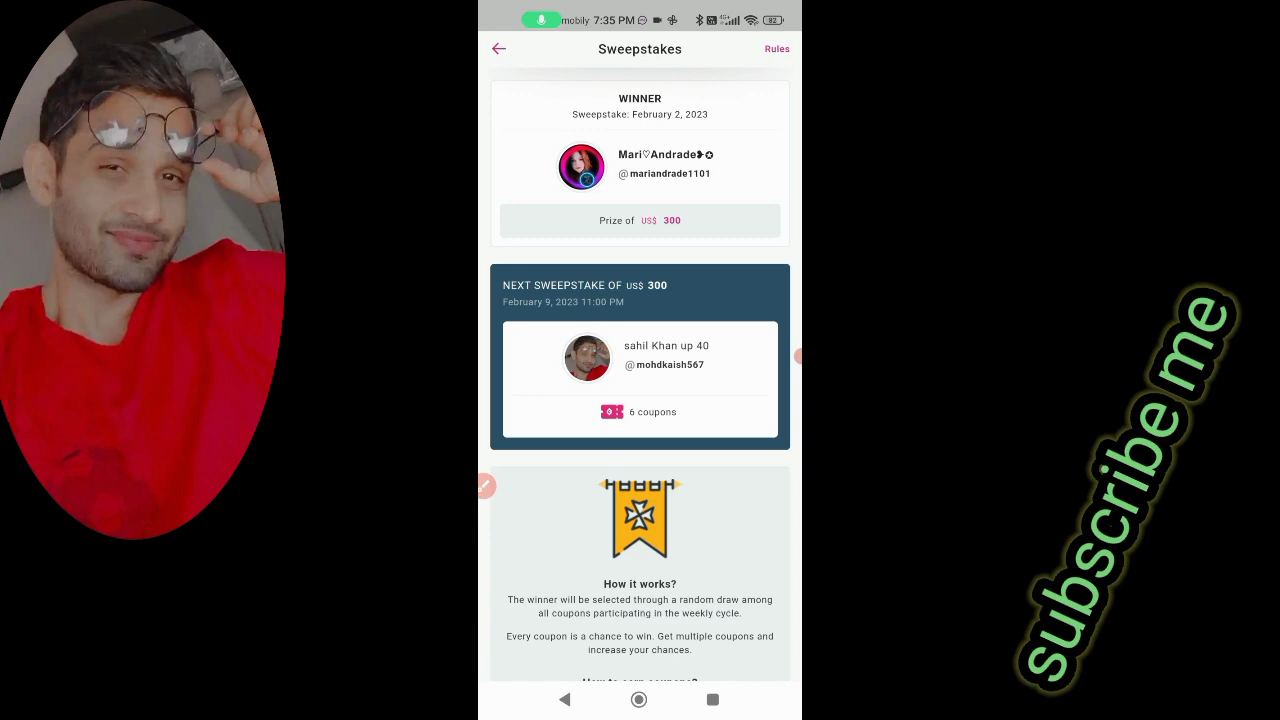 mobily 7:35 PM
82
Sweepstakes
Rules
WINNER
Sweepstake: February 2, 2023
Mari♡Andrade❥✪
@mariandrade1101
Prize of US$ 300
NEXT SWEEPSTAKE OF US$ 300
February 9, 2023 11:00 PM
sahil Khan up 40
@mohdkaish567
6 coupons
How it works?
The winner will be selected through a random draw among
all coupons participating in the weekly cycle.
Every coupon is a chance to win. Get multiple coupons and
increase your chances.
subscribe me